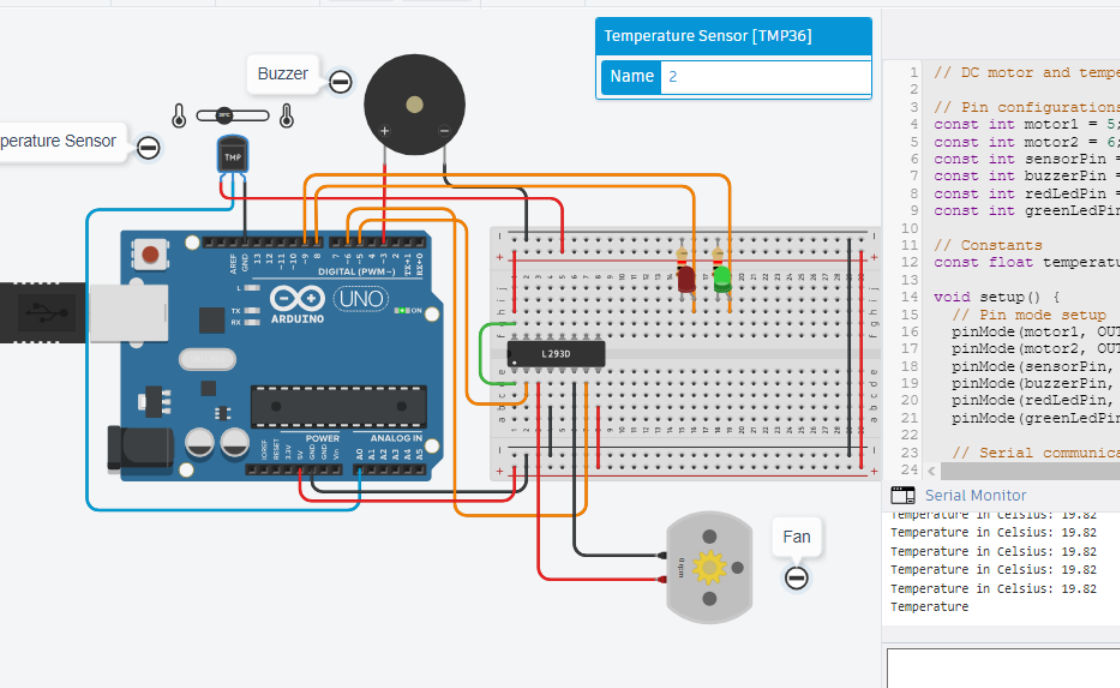 Temperature Sensor [TMP36]
Name 2
Buzzer
perature Sensor
TMP
+ −
AREF
GND
13
12
~11
~10
~9
8
7
~6
~5
4
~3
2
TX→1
RX←0
DIGITAL (PWM~)
L
TX
RX
UNO
ON
ARDUINO
POWER
ANALOG IN
IOREF
RESET
3.3V
5V
GND
GND
Vin
A0
A1
A2
A3
A4
A5
L293D
Fan
1 // DC motor and tempe
2
3 // Pin configurations
4 const int motor1 = 5;
5 const int motor2 = 6;
6 const int sensorPin =
7 const int buzzerPin =
8 const int redLedPin =
9 const int greenLedPin
10
11 // Constants
12 const float temperatu
13
14 void setup() {
15 // Pin mode setup
16 pinMode(motor1, OUT
17 pinMode(motor2, OUT
18 pinMode(sensorPin,
19 pinMode(buzzerPin,
20 pinMode(redLedPin,
21 pinMode(greenLedPin
22
23 // Serial communica
24
Serial Monitor
Temperature in Celsius: 19.82
Temperature in Celsius: 19.82
Temperature in Celsius: 19.82
Temperature in Celsius: 19.82
Temperature in Celsius: 19.82
Temperature